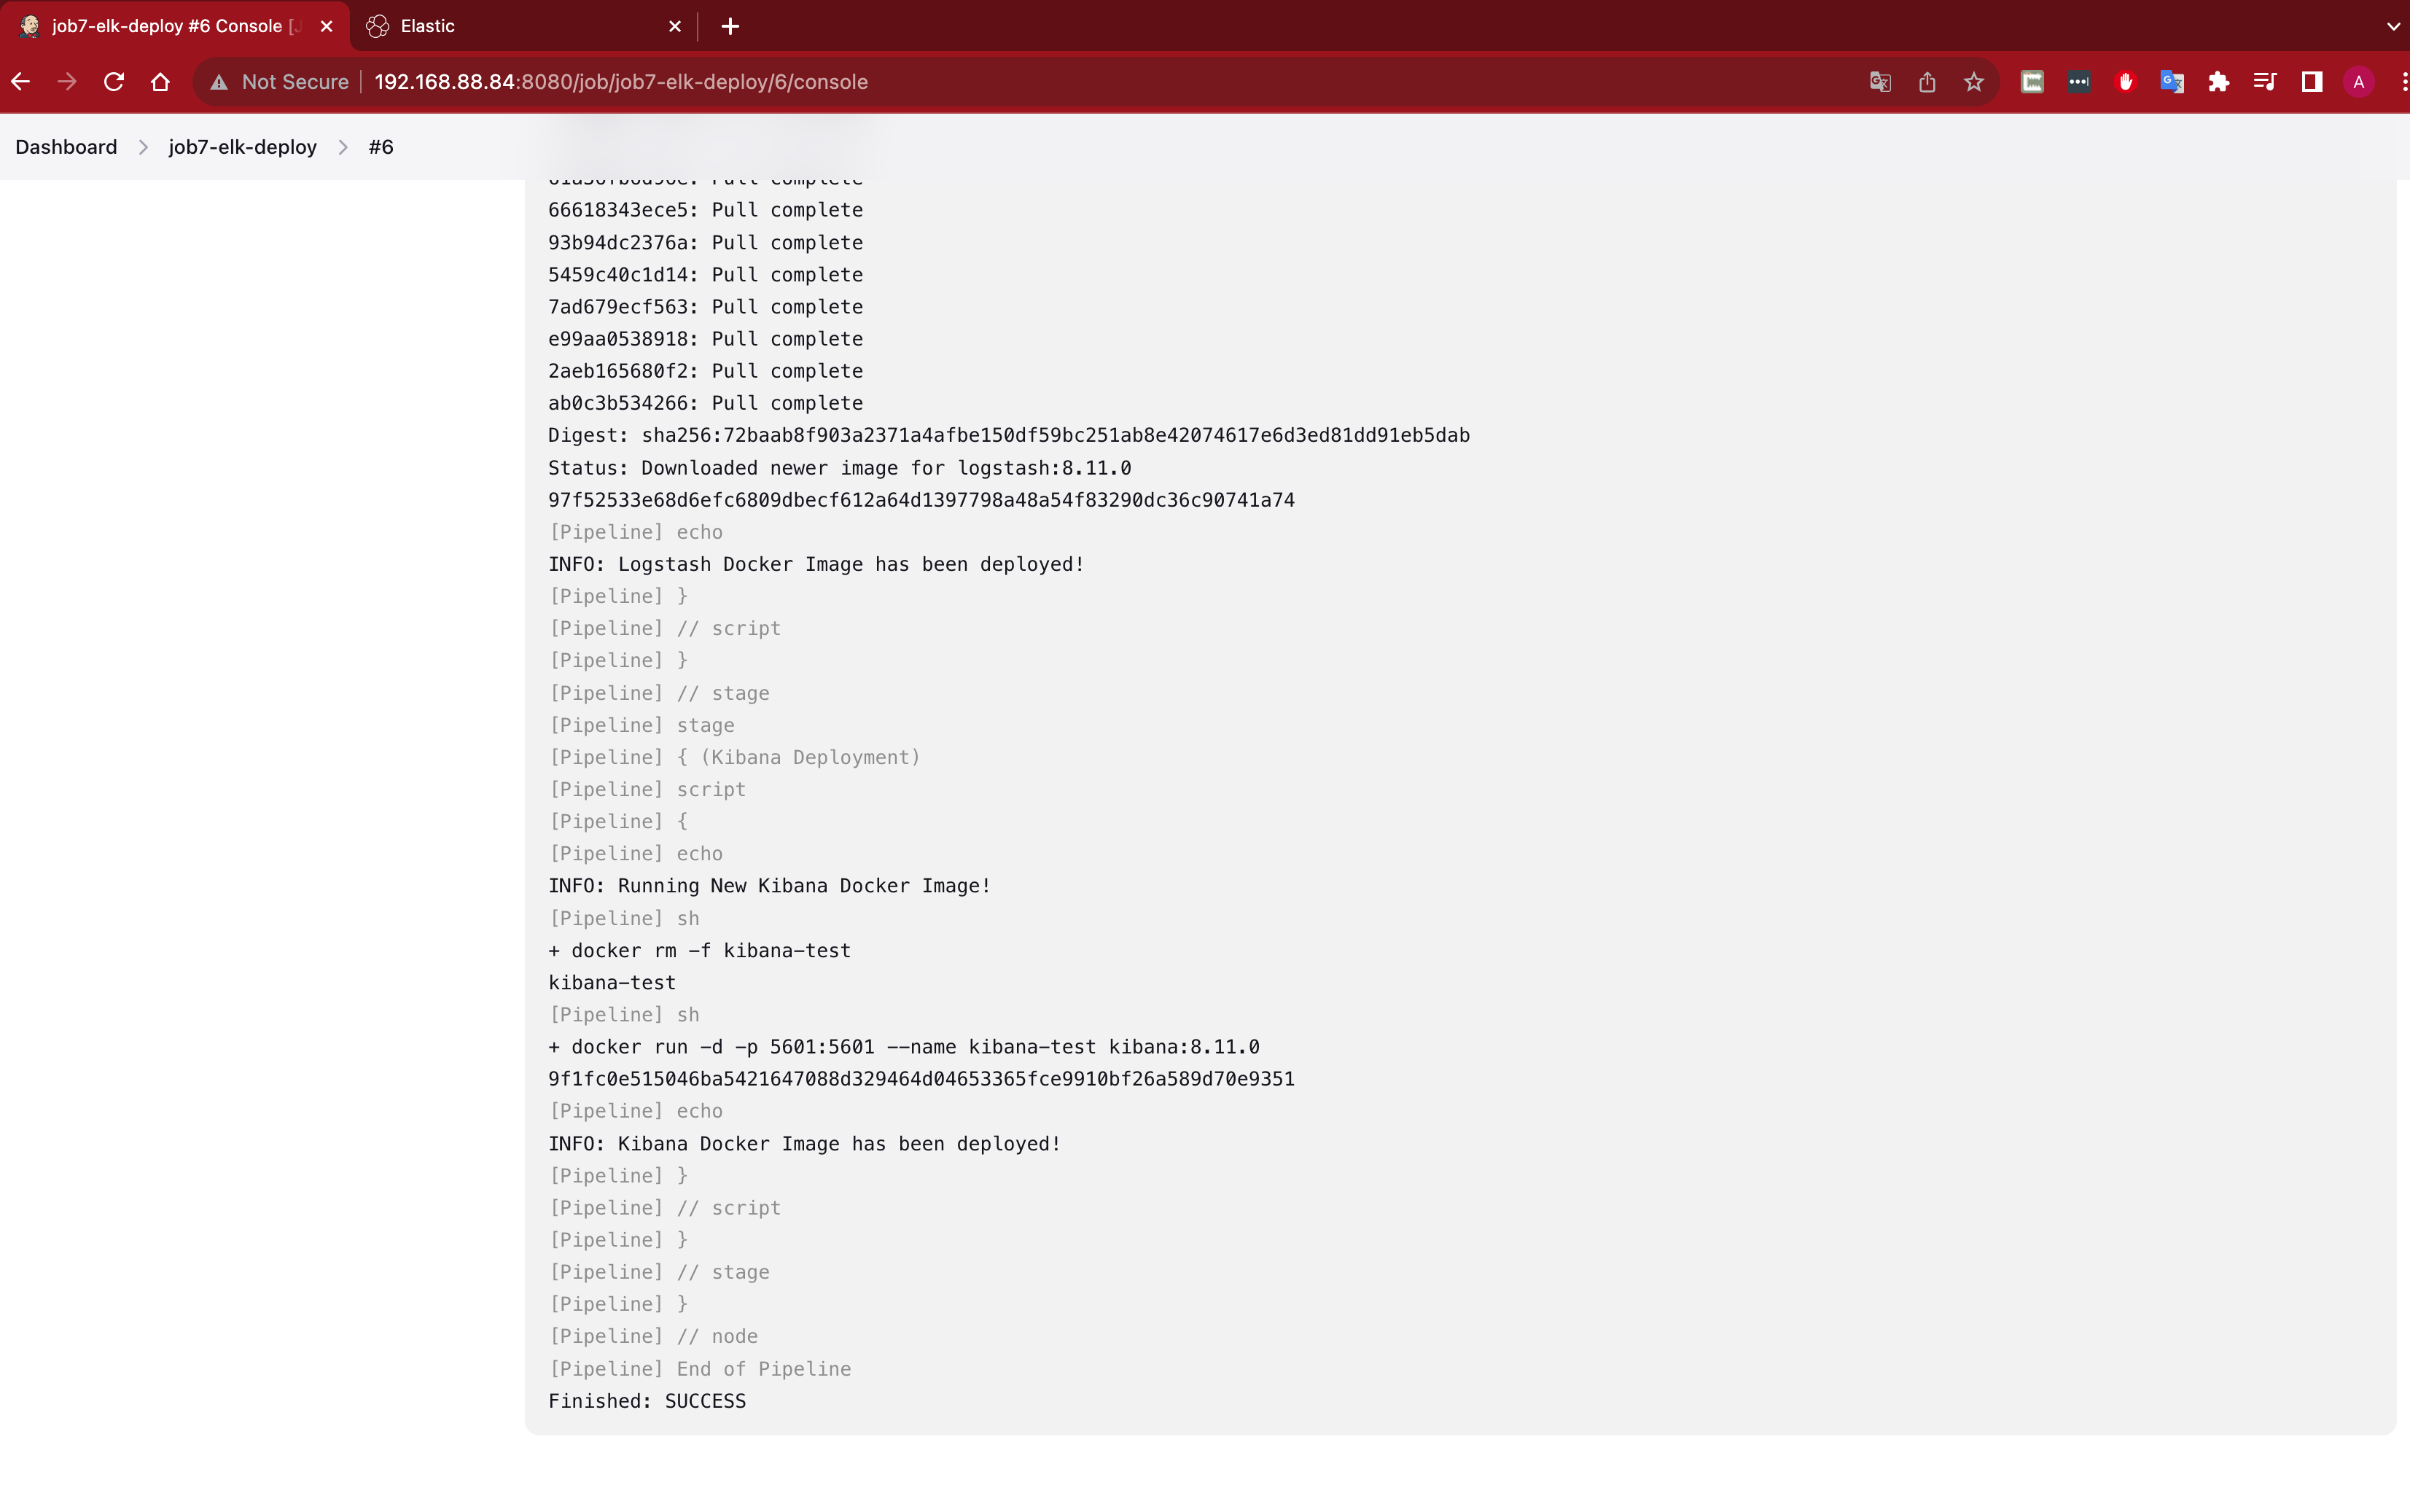 job7-elk-deploy #6 Console [J
Elastic
Not Secure
192.168.88.84:8080/job/job7-elk-deploy/6/console
A
Dashboard
job7-elk-deploy
#6
Pull complete
66618343ece5: Pull complete
93b94dc2376a: Pull complete
5459c40c1d14: Pull complete
7ad679ecf563: Pull complete
e99aa0538918: Pull complete
2aeb165680f2: Pull complete
ab0c3b534266: Pull complete
Digest: sha256:72baab8f903a2371a4afbe150df59bc251ab8e42074617e6d3ed81dd91eb5dab
Status: Downloaded newer image for logstash:8.11.0
97f52533e68d6efc6809dbecf612a64d1397798a48a54f83290dc36c90741a74
[Pipeline] echo
INFO: Logstash Docker Image has been deployed!
[Pipeline] }
[Pipeline] // script
[Pipeline] }
[Pipeline] // stage
[Pipeline] stage
[Pipeline] { (Kibana Deployment)
[Pipeline] script
[Pipeline] {
[Pipeline] echo
INFO: Running New Kibana Docker Image!
[Pipeline] sh
+ docker rm -f kibana-test
kibana-test
[Pipeline] sh
+ docker run -d -p 5601:5601 --name kibana-test kibana:8.11.0
9f1fc0e515046ba5421647088d329464d04653365fce9910bf26a589d70e9351
[Pipeline] echo
INFO: Kibana Docker Image has been deployed!
[Pipeline] }
[Pipeline] // script
[Pipeline] }
[Pipeline] // stage
[Pipeline] }
[Pipeline] // node
[Pipeline] End of Pipeline
Finished: SUCCESS